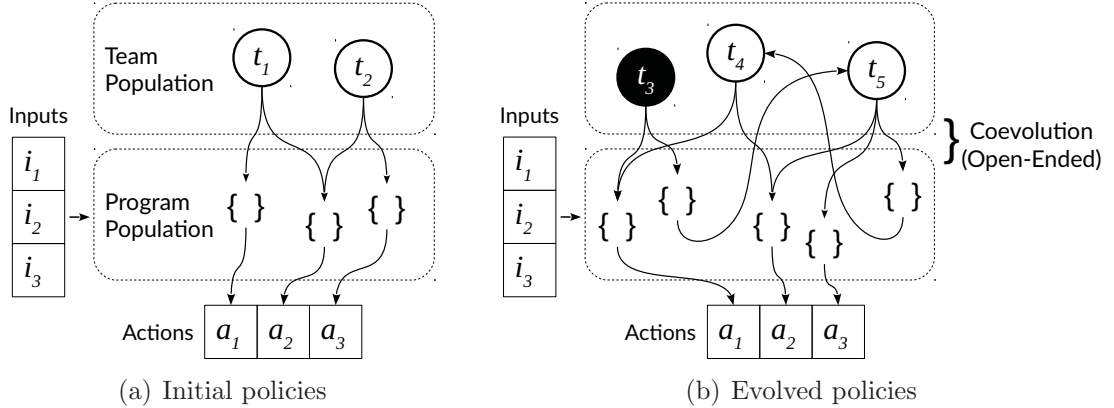 Team
Population
t1
t2
Inputs
i1
i2
i3
Program
Population
{ }
{ }
{ }
Actions
a1
a2
a3
(a) Initial policies
t3
t4
t5
Inputs
i1
i2
i3
{ }
{ }
{ }
{ }
{ }
} Coevolution
(Open-Ended)
Actions
a1
a2
a3
(b) Evolved policies